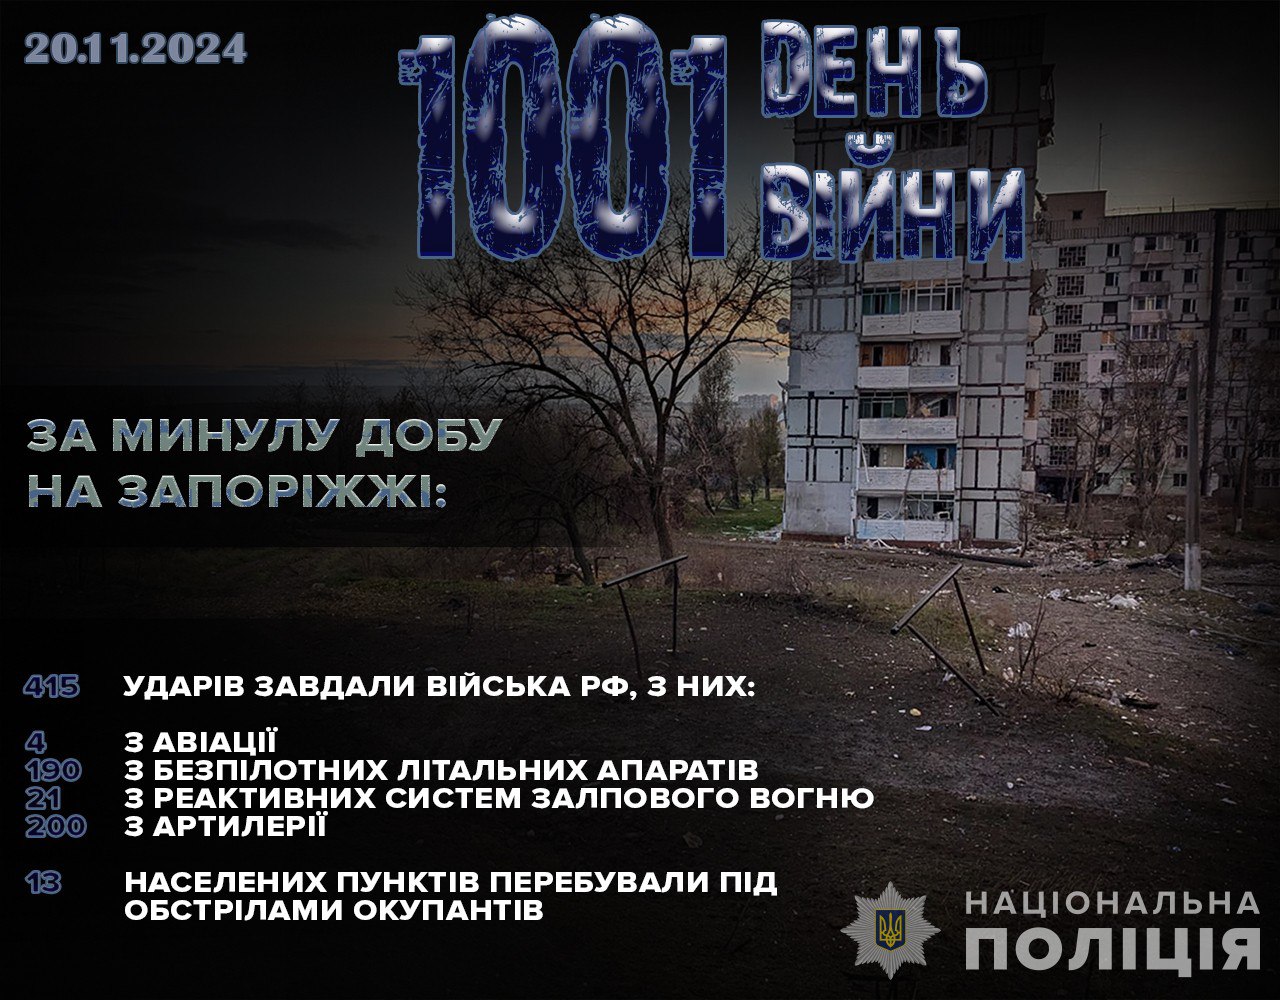 20.11.2024
1001 ДЕНЬ
ВІЙНИ
ЗА МИНУЛУ ДОБУ
НА ЗАПОРІЖЖІ:
415 УДАРІВ ЗАВДАЛИ ВІЙСЬКА РФ, З НИХ:
4 З АВІАЦІЇ
190 З БЕЗПІЛОТНИХ ЛІТАЛЬНИХ АПАРАТІВ
21 З РЕАКТИВНИХ СИСТЕМ ЗАЛПОВОГО ВОГНЮ
200 З АРТИЛЕРІЇ
13 НАСЕЛЕНИХ ПУНКТІВ ПЕРЕБУВАЛИ ПІД
ОБСТРІЛАМИ ОКУПАНТІВ
НАЦІОНАЛЬНА
ПОЛІЦІЯ